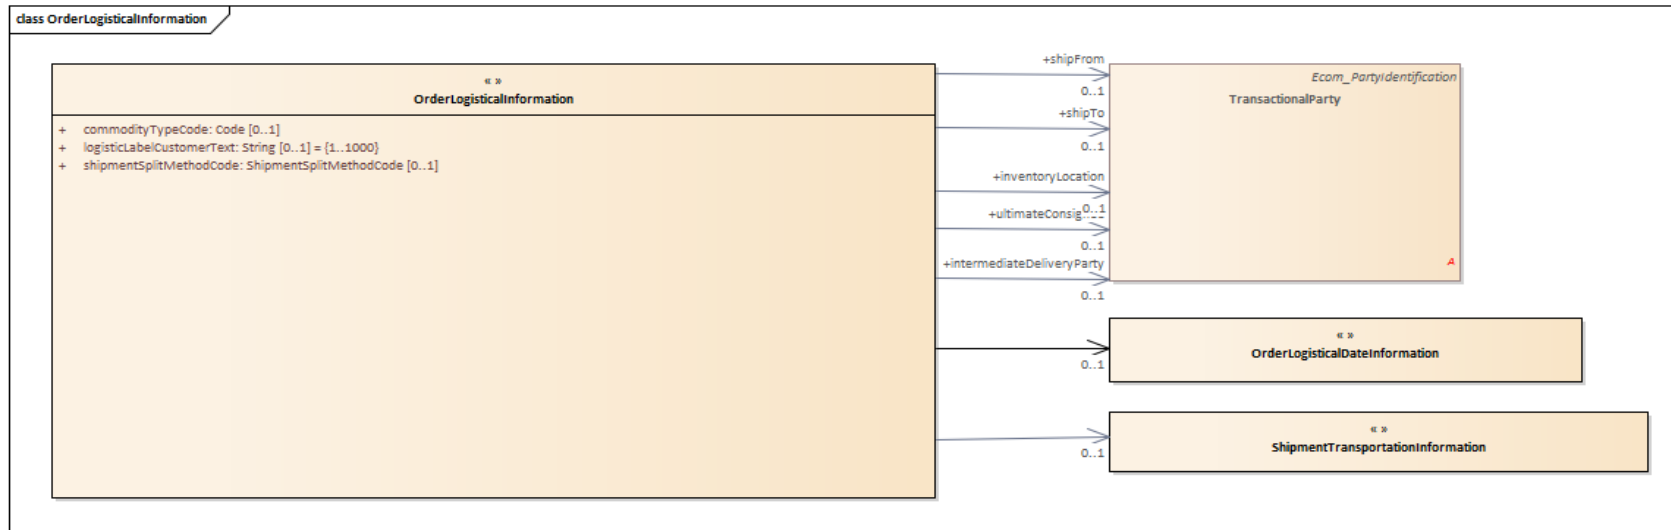 class OrderLogisticalInformation
« »
OrderLogisticalInformation
+ commodityTypeCode: Code [0..1]
+ logisticLabelCustomerText: String [0..1] = {1..1000}
+ shipmentSplitMethodCode: ShipmentSplitMethodCode [0..1]
+shipFrom
0..1
+shipTo
0..1
+inventoryLocation
0..1
0..1
+intermediateDeliveryParty
0..1
Ecom_PartyIdentification
TransactionalParty
A
0..1
« »
OrderLogisticalDateInformation
0..1
« »
ShipmentTransportationInformation